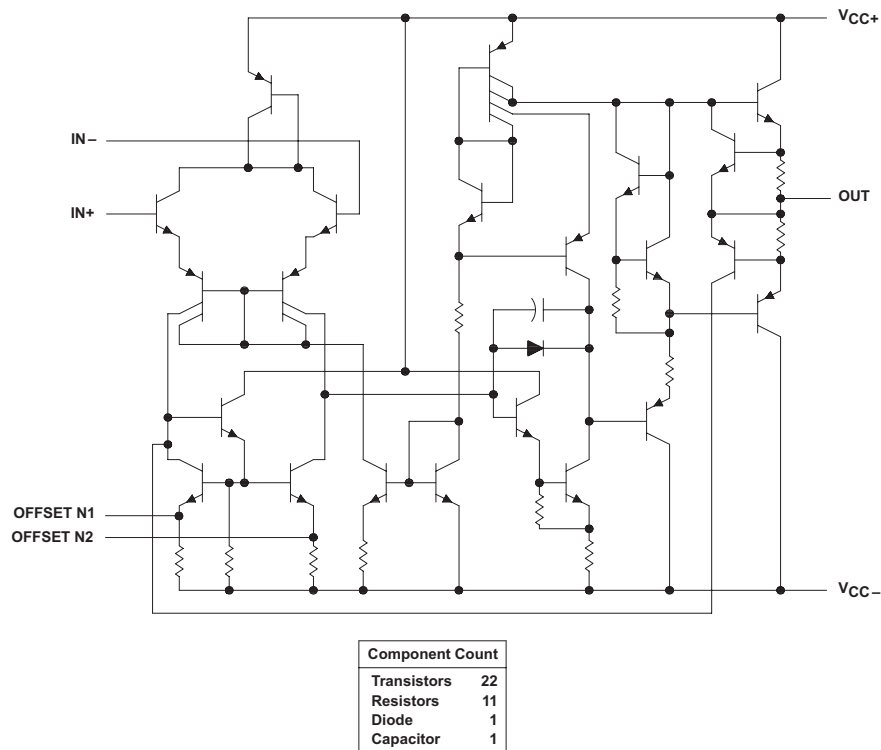 VCC+
IN−
IN+
OUT
OFFSET N1
OFFSET N2
VCC−
Component Count
Transistors 22
Resistors 11
Diode 1
Capacitor 1